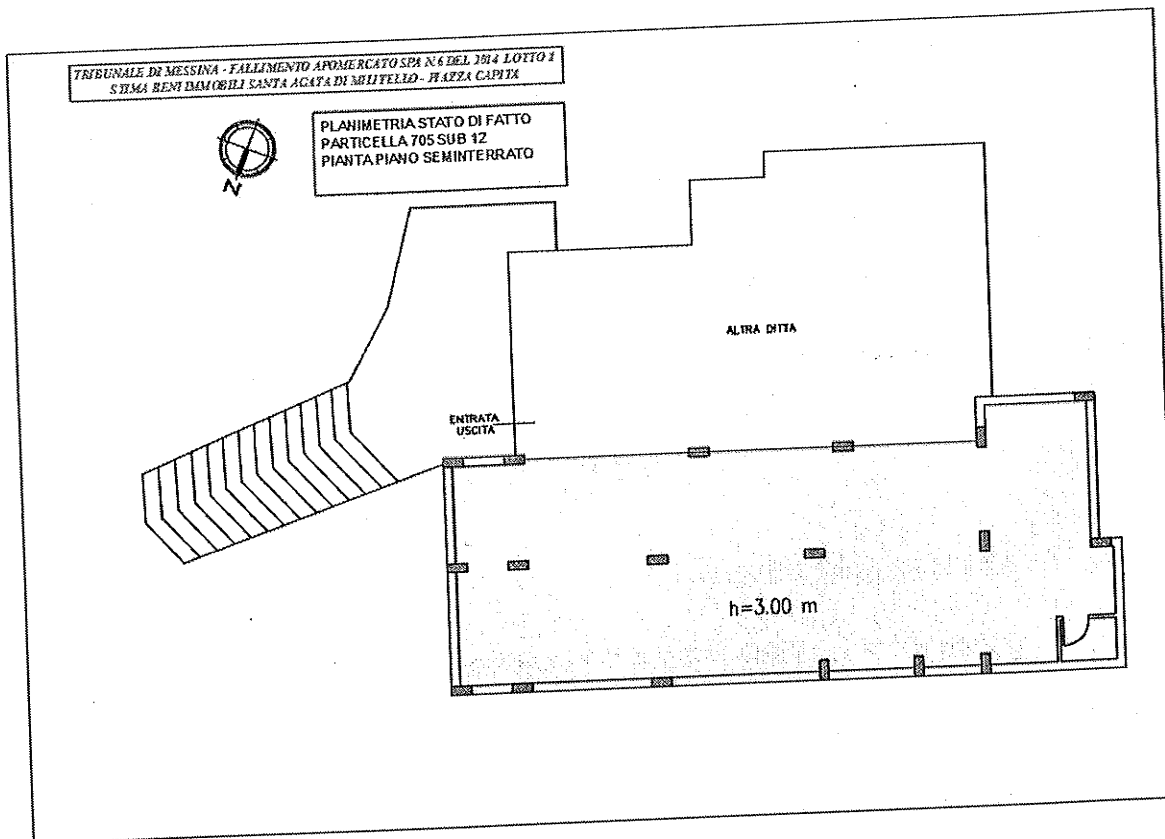 TRIBUNALE DI MESSINA - FALLIMENTO APOMERCATO SPA N.6 DEL 2014 LOTTO 1
STIMA BENI IMMOBILI SANTA AGATA DI MILITELLO - PIAZZA CAPITA
PLANIMETRIA STATO DI FATTO
PARTICELLA 705 SUB 12
PIANTA PIANO SEMINTERRATO
N
ALTRA DITTA
ENTRATA
USCITA
h=3.00 m